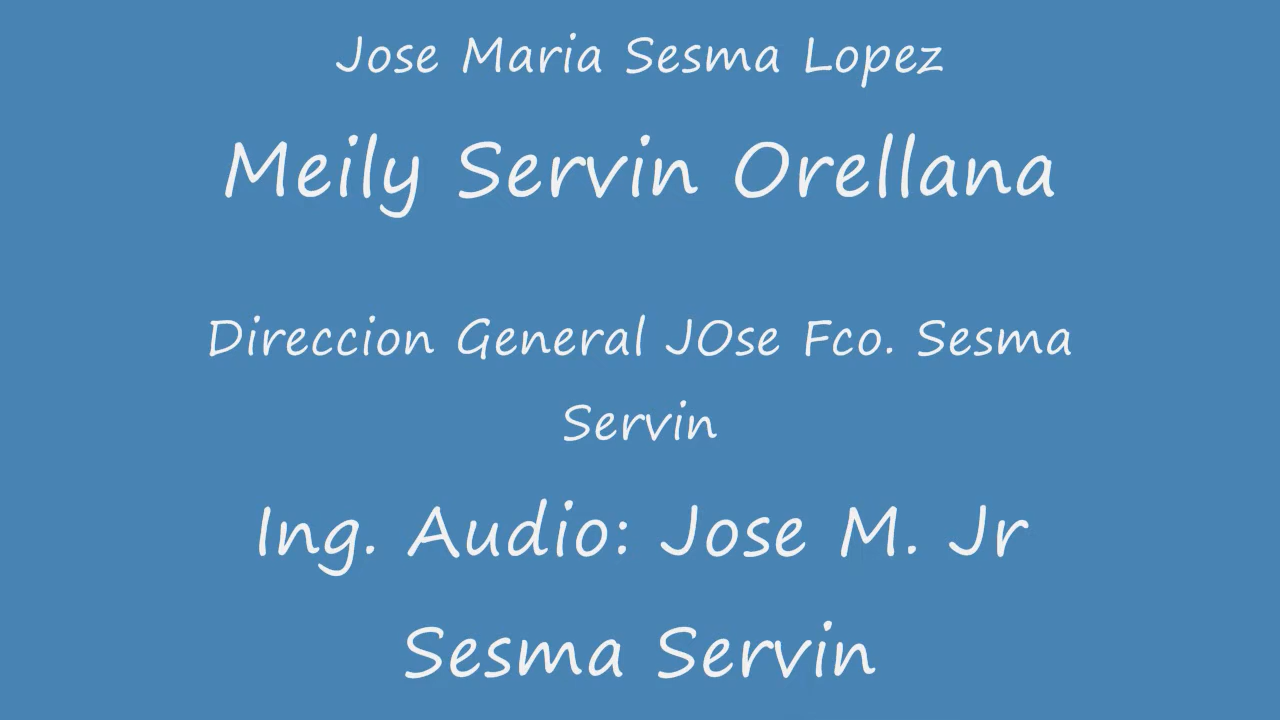 Jose Maria Sesma Lopez
Meily Servin Orellana
Direccion General JOse Fco. Sesma
Servin
Ing. Audio: Jose M. Jr
Sesma Servin